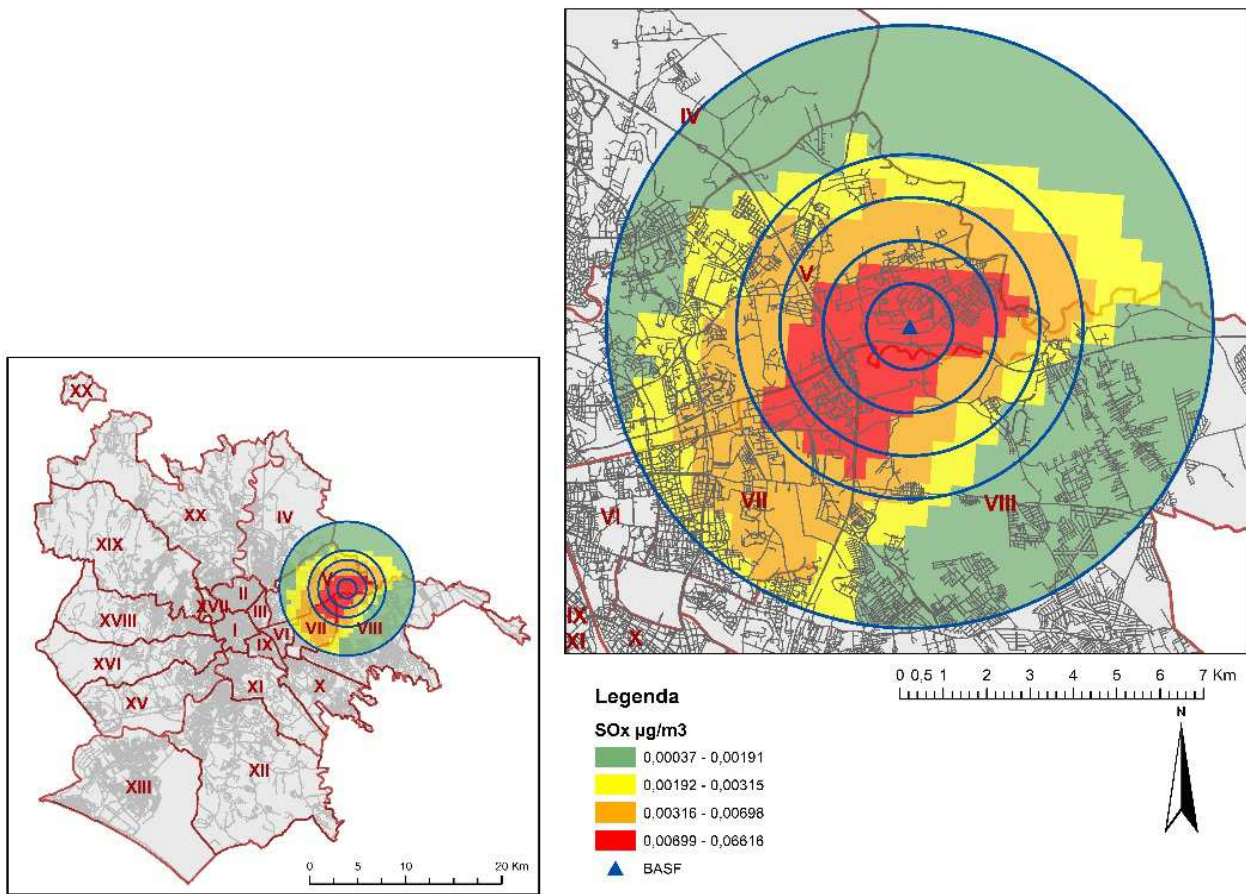 IV
V
VII
VIII
VI
IX
XI
X
0 0,5 1 2 3 4 5 6 7 Km
N
Legenda
SOx µg/m3
0,00037 - 0,00191
0,00192 - 0,00315
0,00316 - 0,00698
0,00699 - 0,06616
BASF
XX
XX
IV
XIX
V
II
XVII
III
XVIII
VII
VIII
I
VI
IX
XVI
XI
X
XV
XII
XIII
0 5 10 20 Km